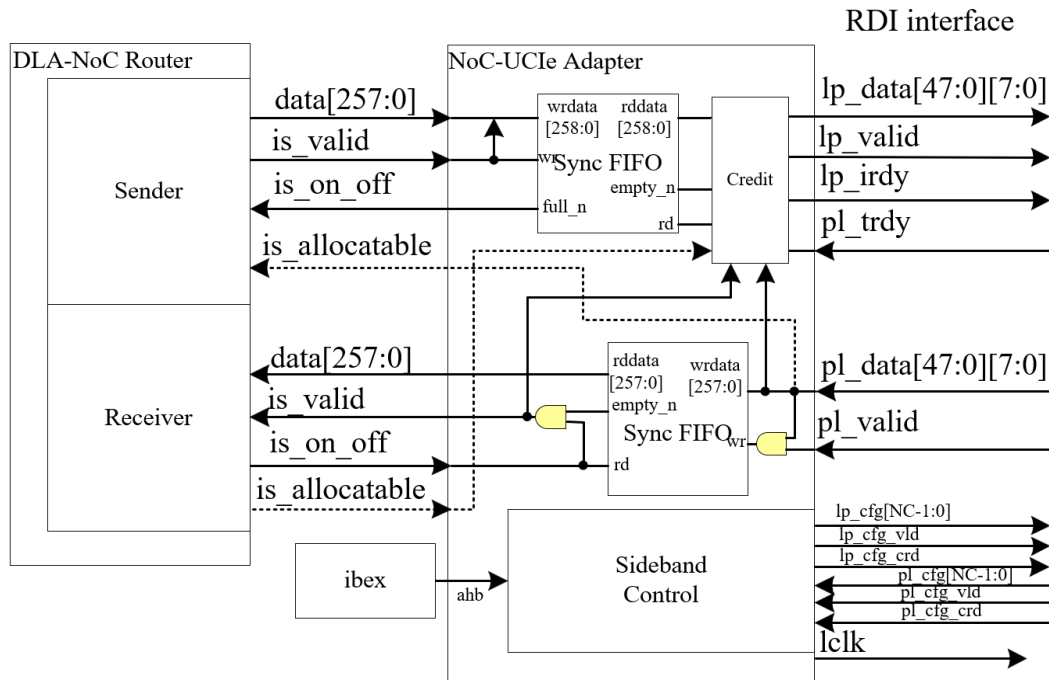 RDI interface
DLA-NoC Router
NoC-UCIe Adapter
data[257:0]
wrdata
[258:0]
rddata
[258:0]
lp_data[47:0][7:0]
is_valid
wr
Sync FIFO
lp_valid
Sender
is_on_off
empty_n
Credit
lp_irdy
full_n
rd
pl_trdy
is_allocatable
data[257:0]
rddata
[257:0]
wrdata
[257:0]
pl_data[47:0][7:0]
Receiver
is_valid
empty_n
Sync FIFO
wr
pl_valid
is_on_off
rd
is_allocatable
lp_cfg[NC-1:0]
lp_cfg_vld
lp_cfg_crd
ibex
ahb
Sideband
Control
pl_cfg[NC-1:0]
pl_cfg_vld
pl_cfg_crd
lclk